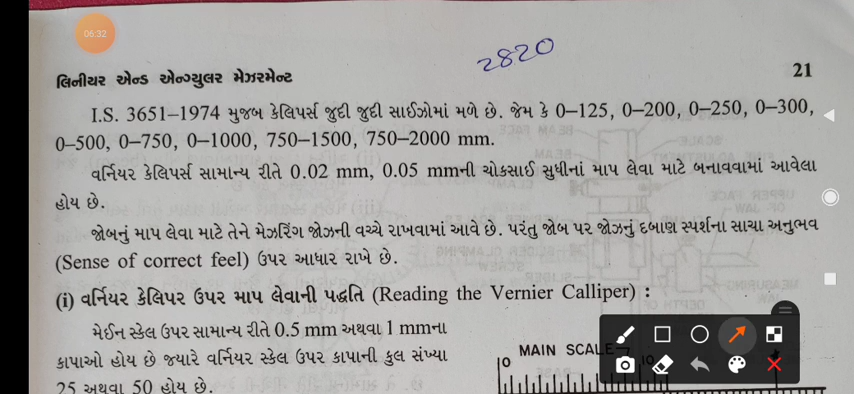 06:32
2820
લિનીયર એન્ડ એન્ગ્યુલર મેઝરમેન્ટ 21
I.S. 3651–1974 મુજબ કેલિપર્સ જુદી જુદી સાઈઝોમાં મળે છે. જેમ કે 0–125, 0–200, 0–250, 0–300,
0–500, 0–750, 0–1000, 750–1500, 750–2000 mm.
વર્નિયર કેલિપર્સ સામાન્ય રીતે 0.02 mm, 0.05 mmની ચોકસાઈ સુધીનાં માપ લેવા માટે બનાવવામાં આવેલા
હોય છે.
જોબનું માપ લેવા માટે તેને મેઝરિંગ જોઝની વચ્ચે રાખવામાં આવે છે. પરંતુ જોબ પર જોઝનું દબાણ સ્પર્શના સાચા અનુભવ
(Sense of correct feel) ઉપર આધાર રાખે છે.
(i) વર્નિયર કેલિપર ઉપર માપ લેવાની પદ્ધતિ (Reading the Vernier Calliper) :
મેઈન સ્કેલ ઉપર સામાન્ય રીતે 0.5 mm અથવા 1 mmના
કાપાઓ હોય છે જ્યારે વર્નિયર સ્કેલ ઉપર કાપાની કુલ સંખ્યા
25 અથવા 50 હોય છે.
MAIN SCALE
0 10